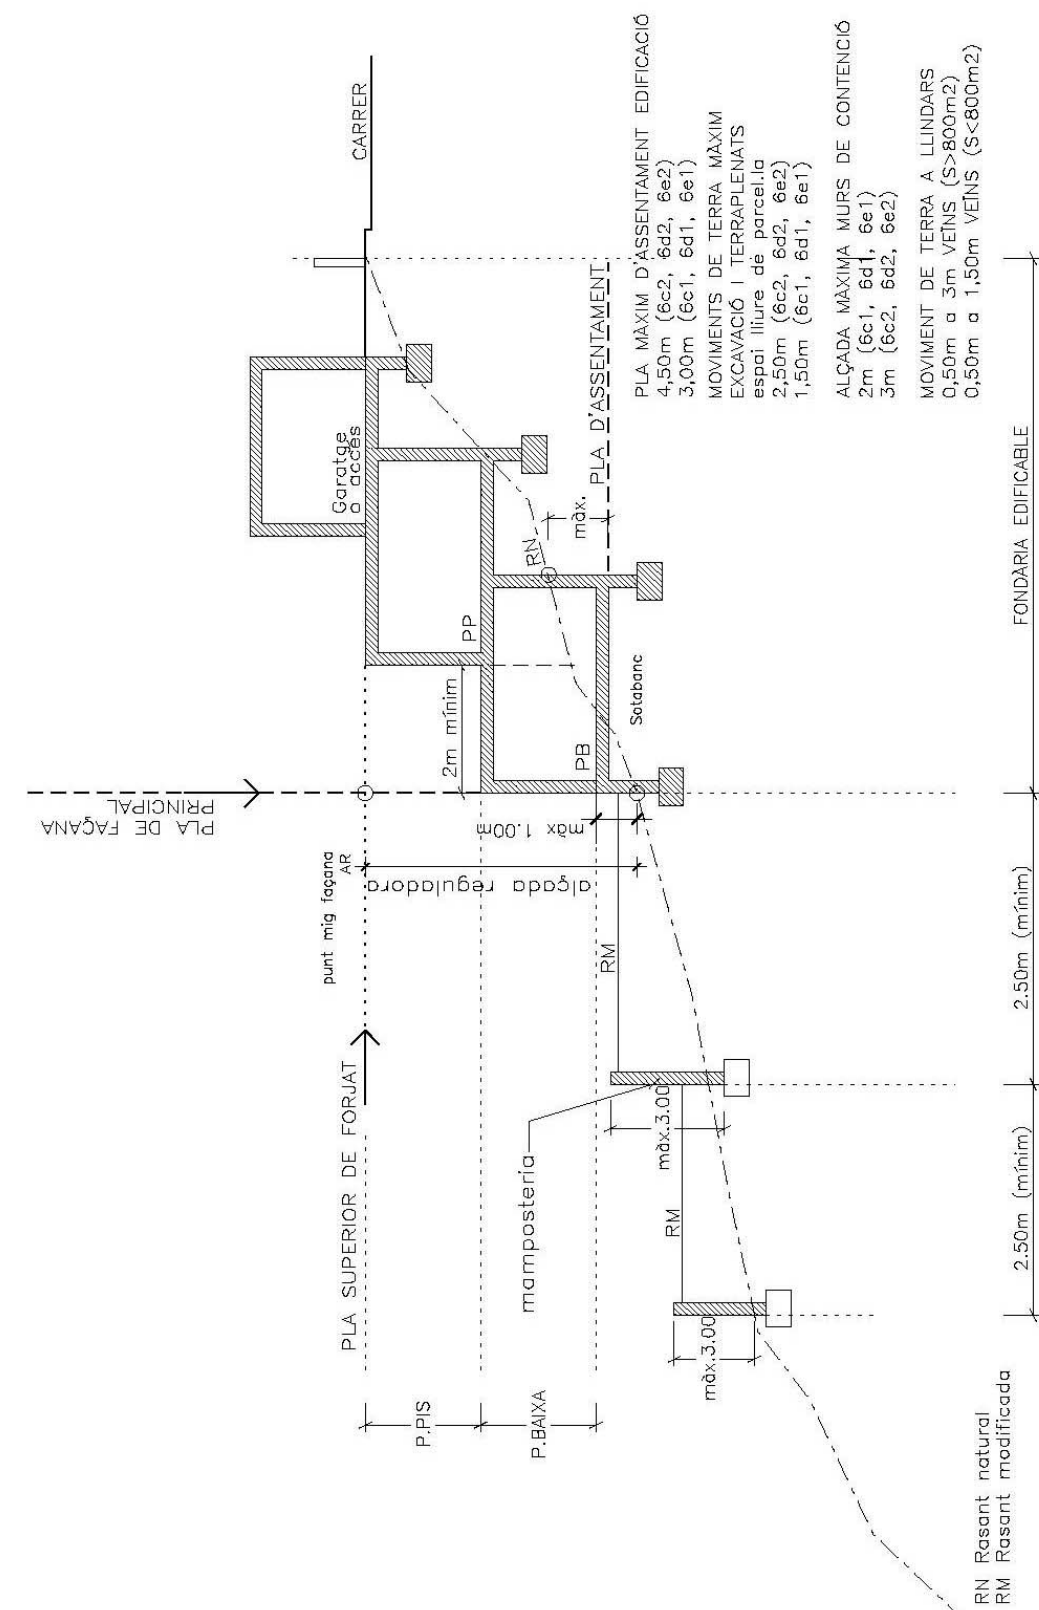 PLA DE FAÇANA
PRINCIPAL
CARRER
Garatge
o accés
punt mig façana
AR
PLA SUPERIOR DE FORJAT
alçada reguladora
2m mínim
PP
RN
màx.
PLA D'ASSENTAMENT
PB
Sotabanc
màx 1.00m
RM
màx.3.00
mamposteria
RM
màx.3.00
P.PIS
P.BAIXA
PLA MÀXIM D'ASSENTAMENT EDIFICACIÓ
4,50m (6c2, 6d2, 6e2)
3,00m (6c1, 6d1, 6e1)
MOVIMENTS DE TERRA MÀXIM
EXCAVACIÓ I TERRAPLENATS
espai lliure de parcel.la
2,50m (6c2, 6d2, 6e2)
1,50m (6c1, 6d1, 6e1)
ALÇADA MÀXIMA MURS DE CONTENCIÓ
2m (6c1, 6d1, 6e1)
3m (6c2, 6d2, 6e2)
MOVIMENT DE TERRA A LLINDARS
0,50m a 3m VEÏNS (S>800m2)
0,50m a 1,50m VEÏNS (S<800m2)
FONDÀRIA EDIFICABLE
2.50m (mínim)
2.50m (mínim)
RN Rasant natural
RM Rasant modificada